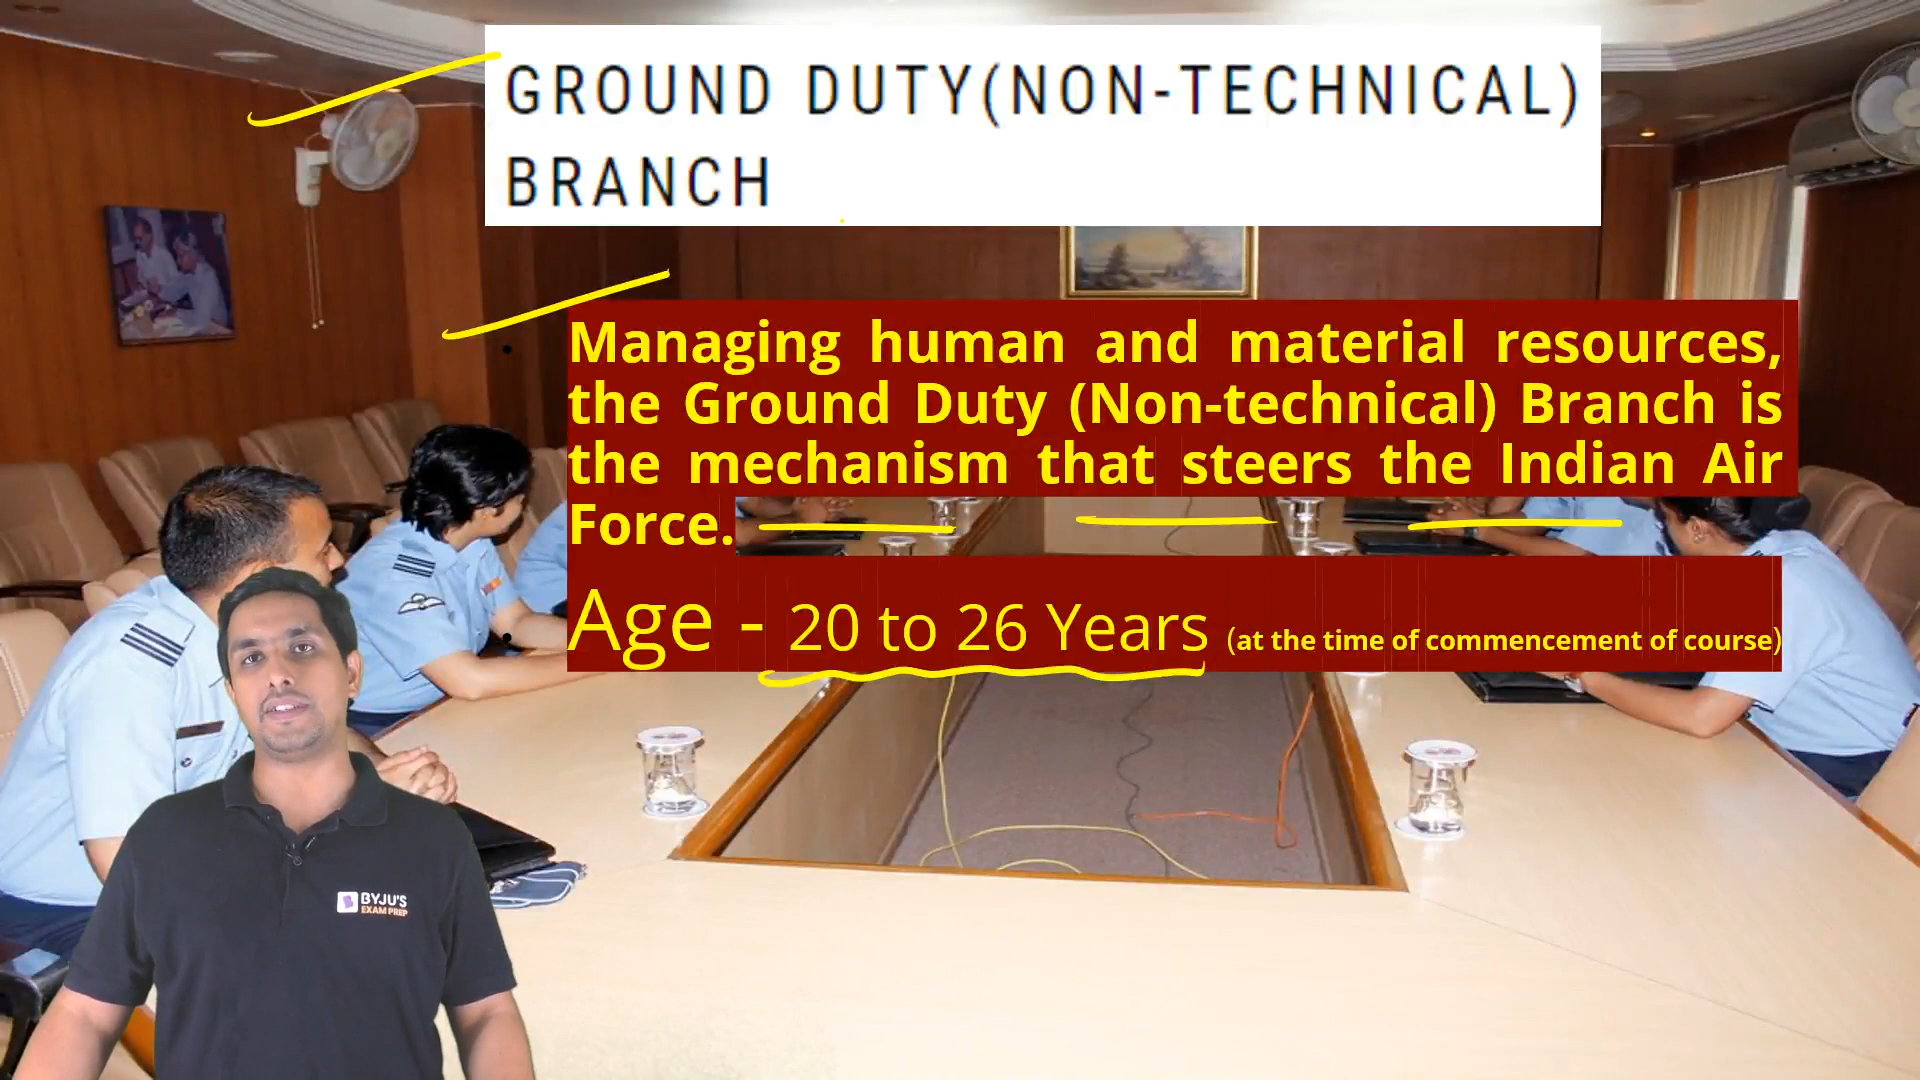 GROUND DUTY(NON-TECHNICAL)
BRANCH
Managing human and material resources,
the Ground Duty (Non-technical) Branch is
the mechanism that steers the Indian Air
Force.
Age - 20 to 26 Years (at the time of commencement of course)
BYJU'S
EXAM PREP